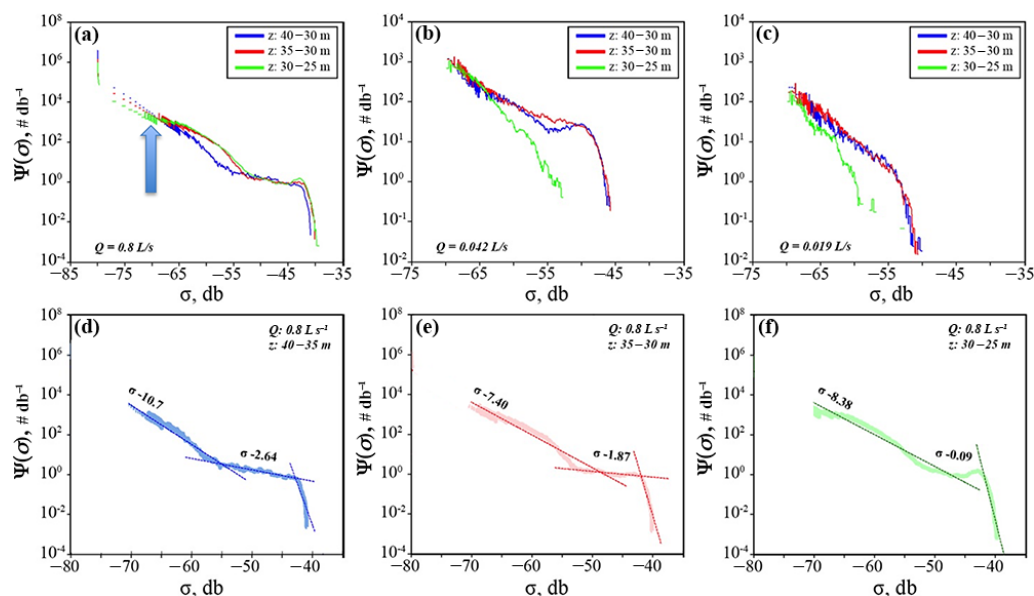 (a)
z: 40−30 m
z: 35−30 m
z: 30−25 m
10⁸
10⁶
10⁴
10²
10⁰
10⁻²
10⁻⁴
Ψ(σ), # db⁻¹
Q = 0.8 L/s
−85 −75 −65 −55 −45 −35
σ, db
(b)
z: 40−30 m
z: 35−30 m
z: 30−25 m
10⁴
10³
10²
10¹
10⁰
10⁻¹
10⁻²
Ψ(σ), # db⁻¹
Q = 0.042 L/s
−75 −65 −55 −45 −35
σ, db
(c)
z: 40−30 m
z: 35−30 m
z: 30−25 m
10⁴
10³
10²
10¹
10⁰
10⁻¹
10⁻²
Ψ(σ), # db⁻¹
Q = 0.019 L/s
−75 −65 −55 −45 −35
σ, db
(d)
Q: 0.8 L s⁻¹
z: 40−35 m
10⁸
10⁶
10⁴
10²
10⁰
10⁻²
10⁻⁴
Ψ(σ), # db⁻¹
σ -10.7
σ -2.64
−80 −70 −60 −50 −40
σ, db
(e)
Q: 0.8 L s⁻¹
z: 35−30 m
10⁸
10⁶
10⁴
10²
10⁰
10⁻²
10⁻⁴
Ψ(σ), # db⁻¹
σ -7.40
σ -1.87
−80 −70 −60 −50 −40
σ, db
(f)
Q: 0.8 L s⁻¹
z: 30−25 m
10⁸
10⁶
10⁴
10²
10⁰
10⁻²
10⁻⁴
Ψ(σ), # db⁻¹
σ -8.38
σ -0.09
−80 −70 −60 −50 −40
σ, db